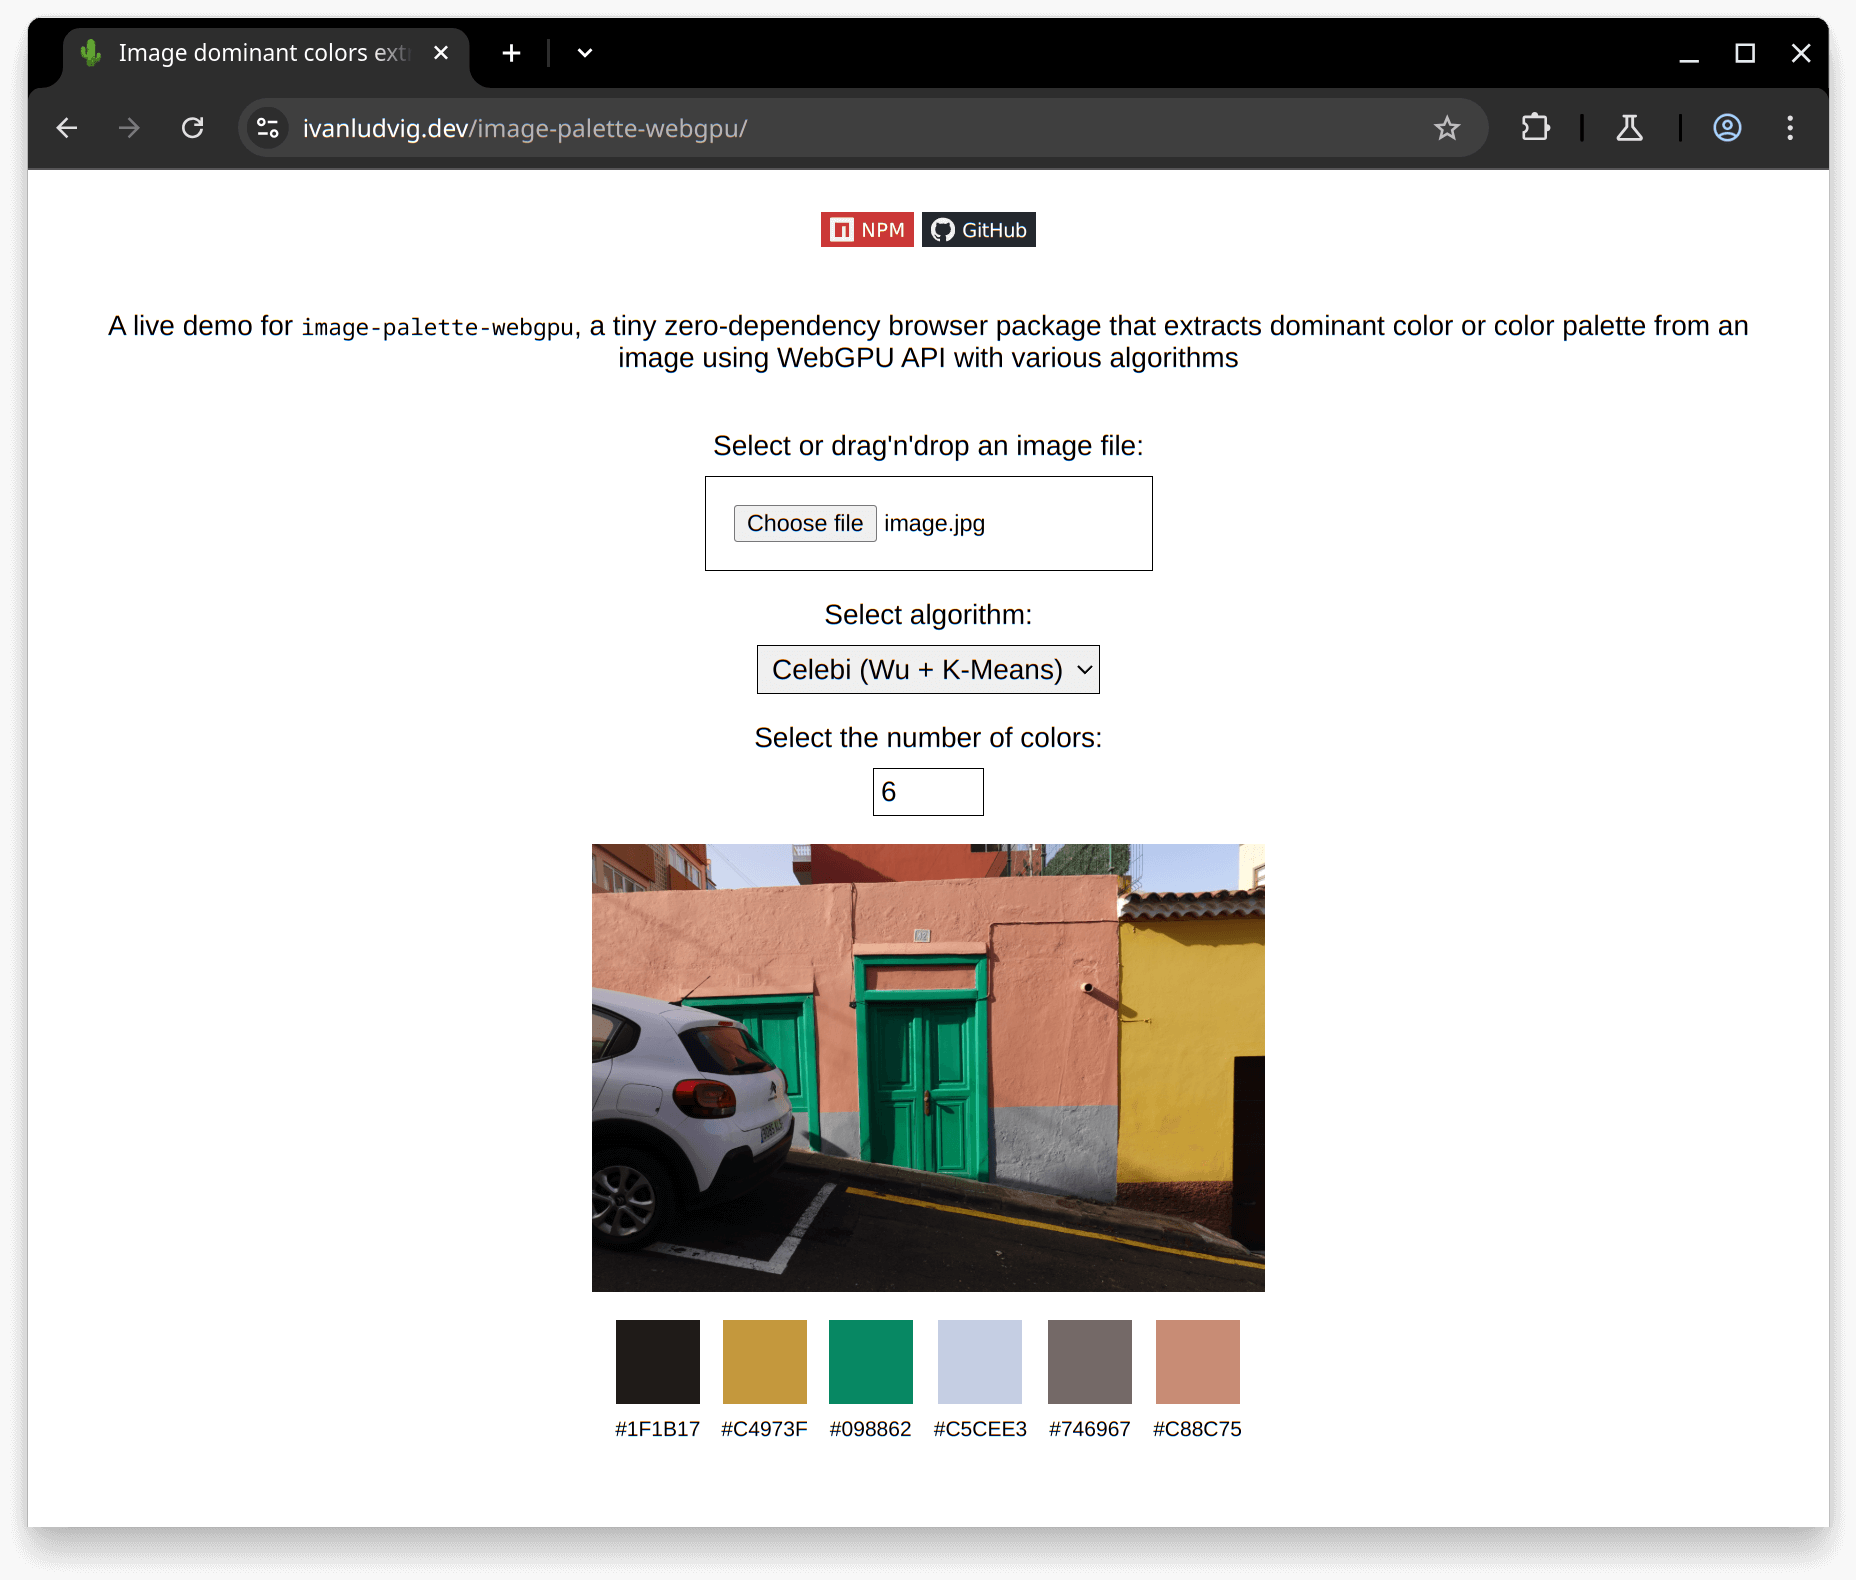 Image dominant colors ext
ivanludvig.dev/image-palette-webgpu/
NPM GitHub
A live demo for image-palette-webgpu, a tiny zero-dependency browser package that extracts dominant color or color palette from an
image using WebGPU API with various algorithms
Select or drag'n'drop an image file:
Choose file image.jpg
Select algorithm:
Celebi (Wu + K-Means)
Select the number of colors:
6
#1F1B17 #C4973F #098862 #C5CEE3 #746967 #C88C75